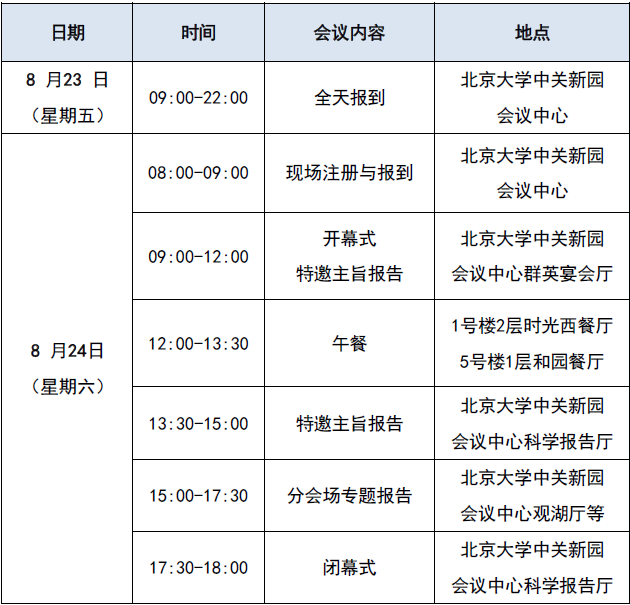 日期 时间 会议内容 地点
8 月23 日
(星期五)
09:00-22:00
全天报到
北京大学中关新园
会议中心
8 月24日
(星期六)
08:00-09:00
现场注册与报到
北京大学中关新园
会议中心
09:00-12:00
开幕式
特邀主旨报告
北京大学中关新园
会议中心群英宴会厅
12:00-13:30
午餐
1号楼2层时光西餐厅
5号楼1层和园餐厅
13:30-15:00
特邀主旨报告
北京大学中关新园
会议中心科学报告厅
15:00-17:30
分会场专题报告
北京大学中关新园
会议中心观湖厅等
17:30-18:00
闭幕式
北京大学中关新园
会议中心科学报告厅